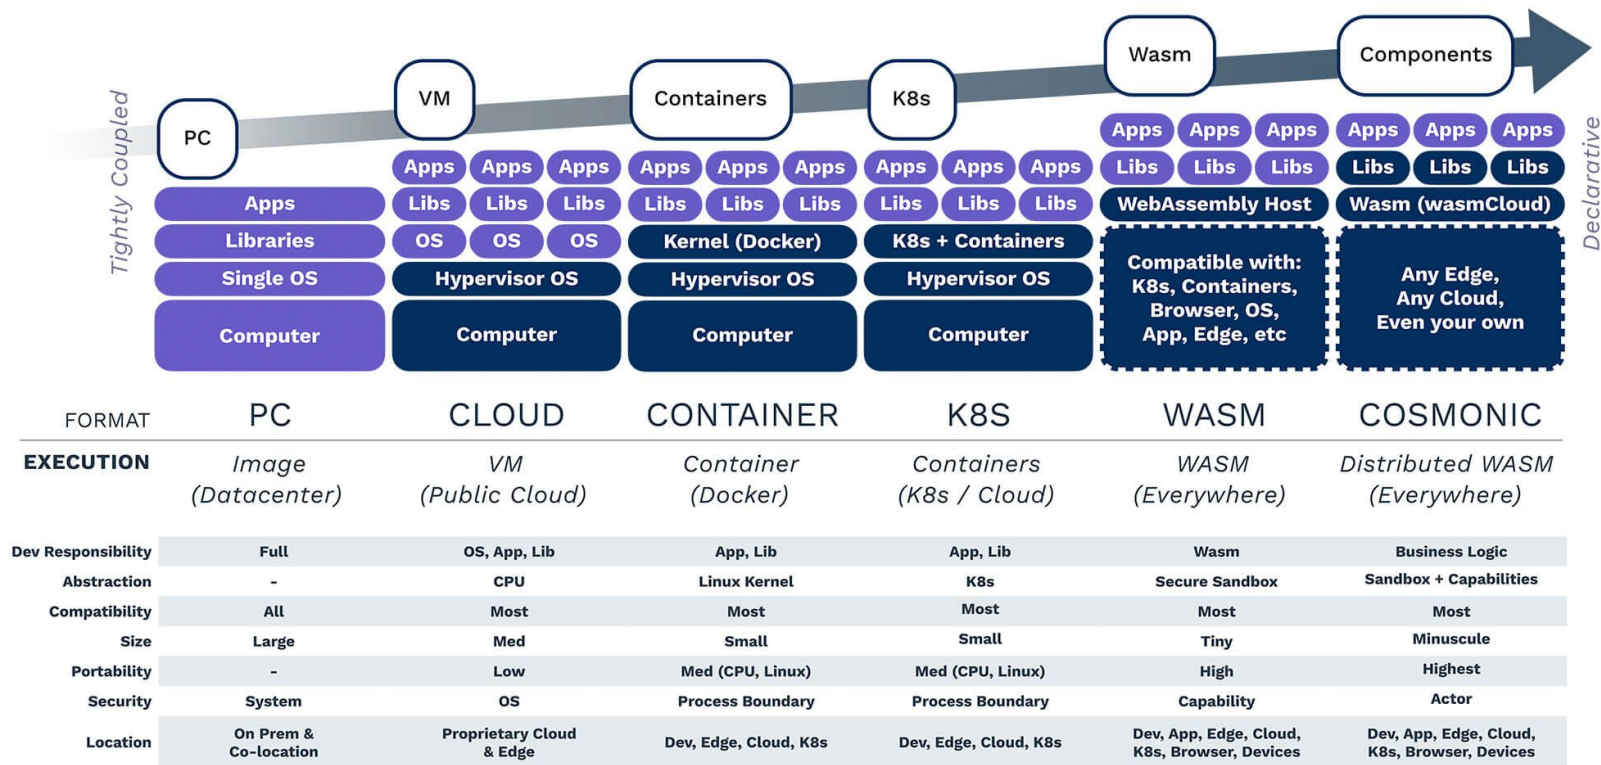 PC
VM
Containers
K8s
Wasm
Components
Tightly Coupled
Declarative
Apps
Libraries
Single OS
Computer
Apps Apps Apps
Libs Libs Libs
OS OS OS
Hypervisor OS
Computer
Apps Apps Apps
Libs Libs Libs
Kernel (Docker)
Hypervisor OS
Computer
Apps Apps Apps
Libs Libs Libs
K8s + Containers
Hypervisor OS
Computer
Apps Apps Apps
Libs Libs Libs
WebAssembly Host
Compatible with:
K8s, Containers,
Browser, OS,
App, Edge, etc
Apps Apps Apps
Libs Libs Libs
Wasm (wasmCloud)
Any Edge,
Any Cloud,
Even your own
FORMAT PC CLOUD CONTAINER K8S WASM COSMONIC
EXECUTION Image VM Container Containers WASM Distributed WASM
(Datacenter) (Public Cloud) (Docker) (K8s / Cloud) (Everywhere) (Everywhere)
Dev Responsibility Full OS, App, Lib App, Lib App, Lib Wasm Business Logic
Abstraction - CPU Linux Kernel K8s Secure Sandbox Sandbox + Capabilities
Compatibility All Most Most Most Most Most
Size Large Med Small Small Tiny Minuscule
Portability - Low Med (CPU, Linux) Med (CPU, Linux) High Highest
Security System OS Process Boundary Process Boundary Capability Actor
Location
On Prem &
Co-location
Proprietary Cloud
& Edge
Dev, Edge, Cloud, K8s
Dev, Edge, Cloud, K8s
Dev, App, Edge, Cloud,
K8s, Browser, Devices
Dev, App, Edge, Cloud,
K8s, Browser, Devices